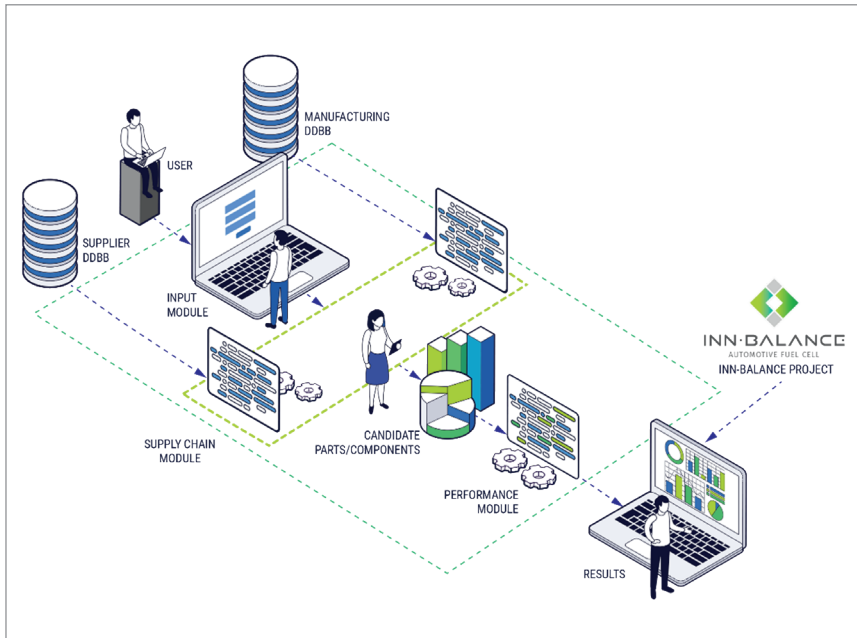 MANUFACTURING
DDBB
USER
SUPPLIER
DDBB
INPUT
MODULE
INN·BALANCE
AUTOMOTIVE FUEL CELL
INN-BALANCE PROJECT
SUPPLY CHAIN
MODULE
CANDIDATE
PARTS/COMPONENTS
PERFORMANCE
MODULE
RESULTS